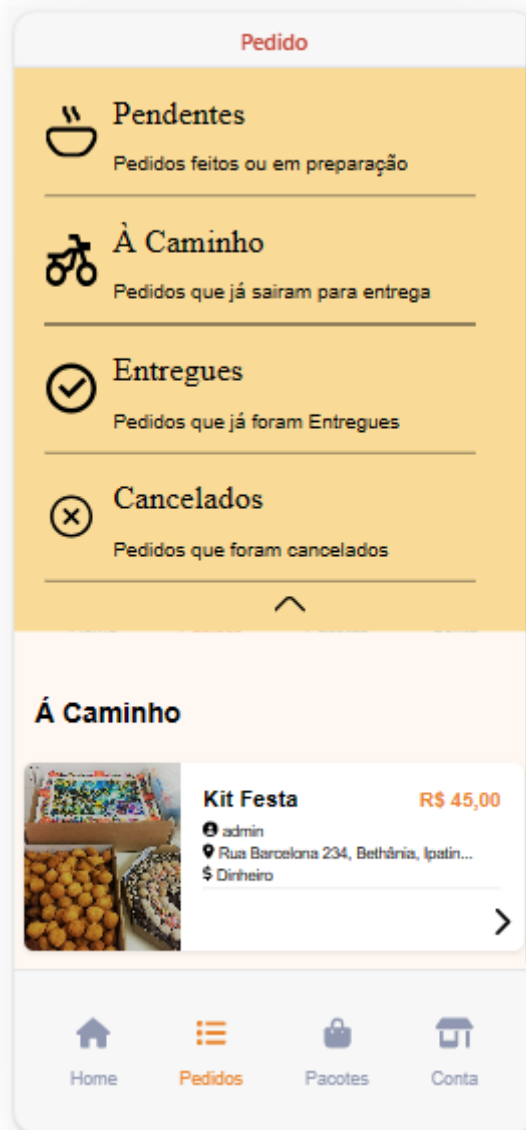 Pedido
Pendentes
Pedidos feitos ou em preparação
À Caminho
Pedidos que já sairam para entrega
Entregues
Pedidos que já foram Entregues
Cancelados
Pedidos que foram cancelados
Á Caminho
Kit Festa R$ 45,00
admin
Rua Barcelona 234, Bethânia, Ipatin...
$ Dinheiro
Home Pedidos Pacotes Conta